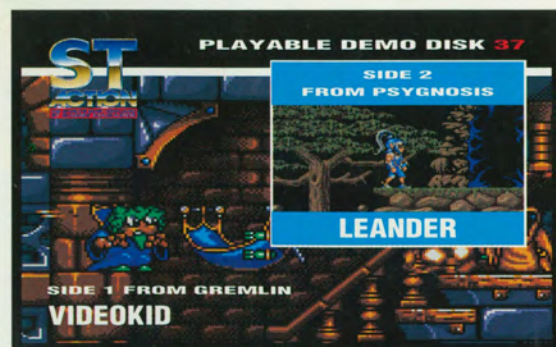 PLAYABLE DEMO DISK 37
ST
ACTION
SIDE 2
FROM PSYGNOSIS
LEANDER
SIDE 1 FROM GREMLIN
VIDEOKID